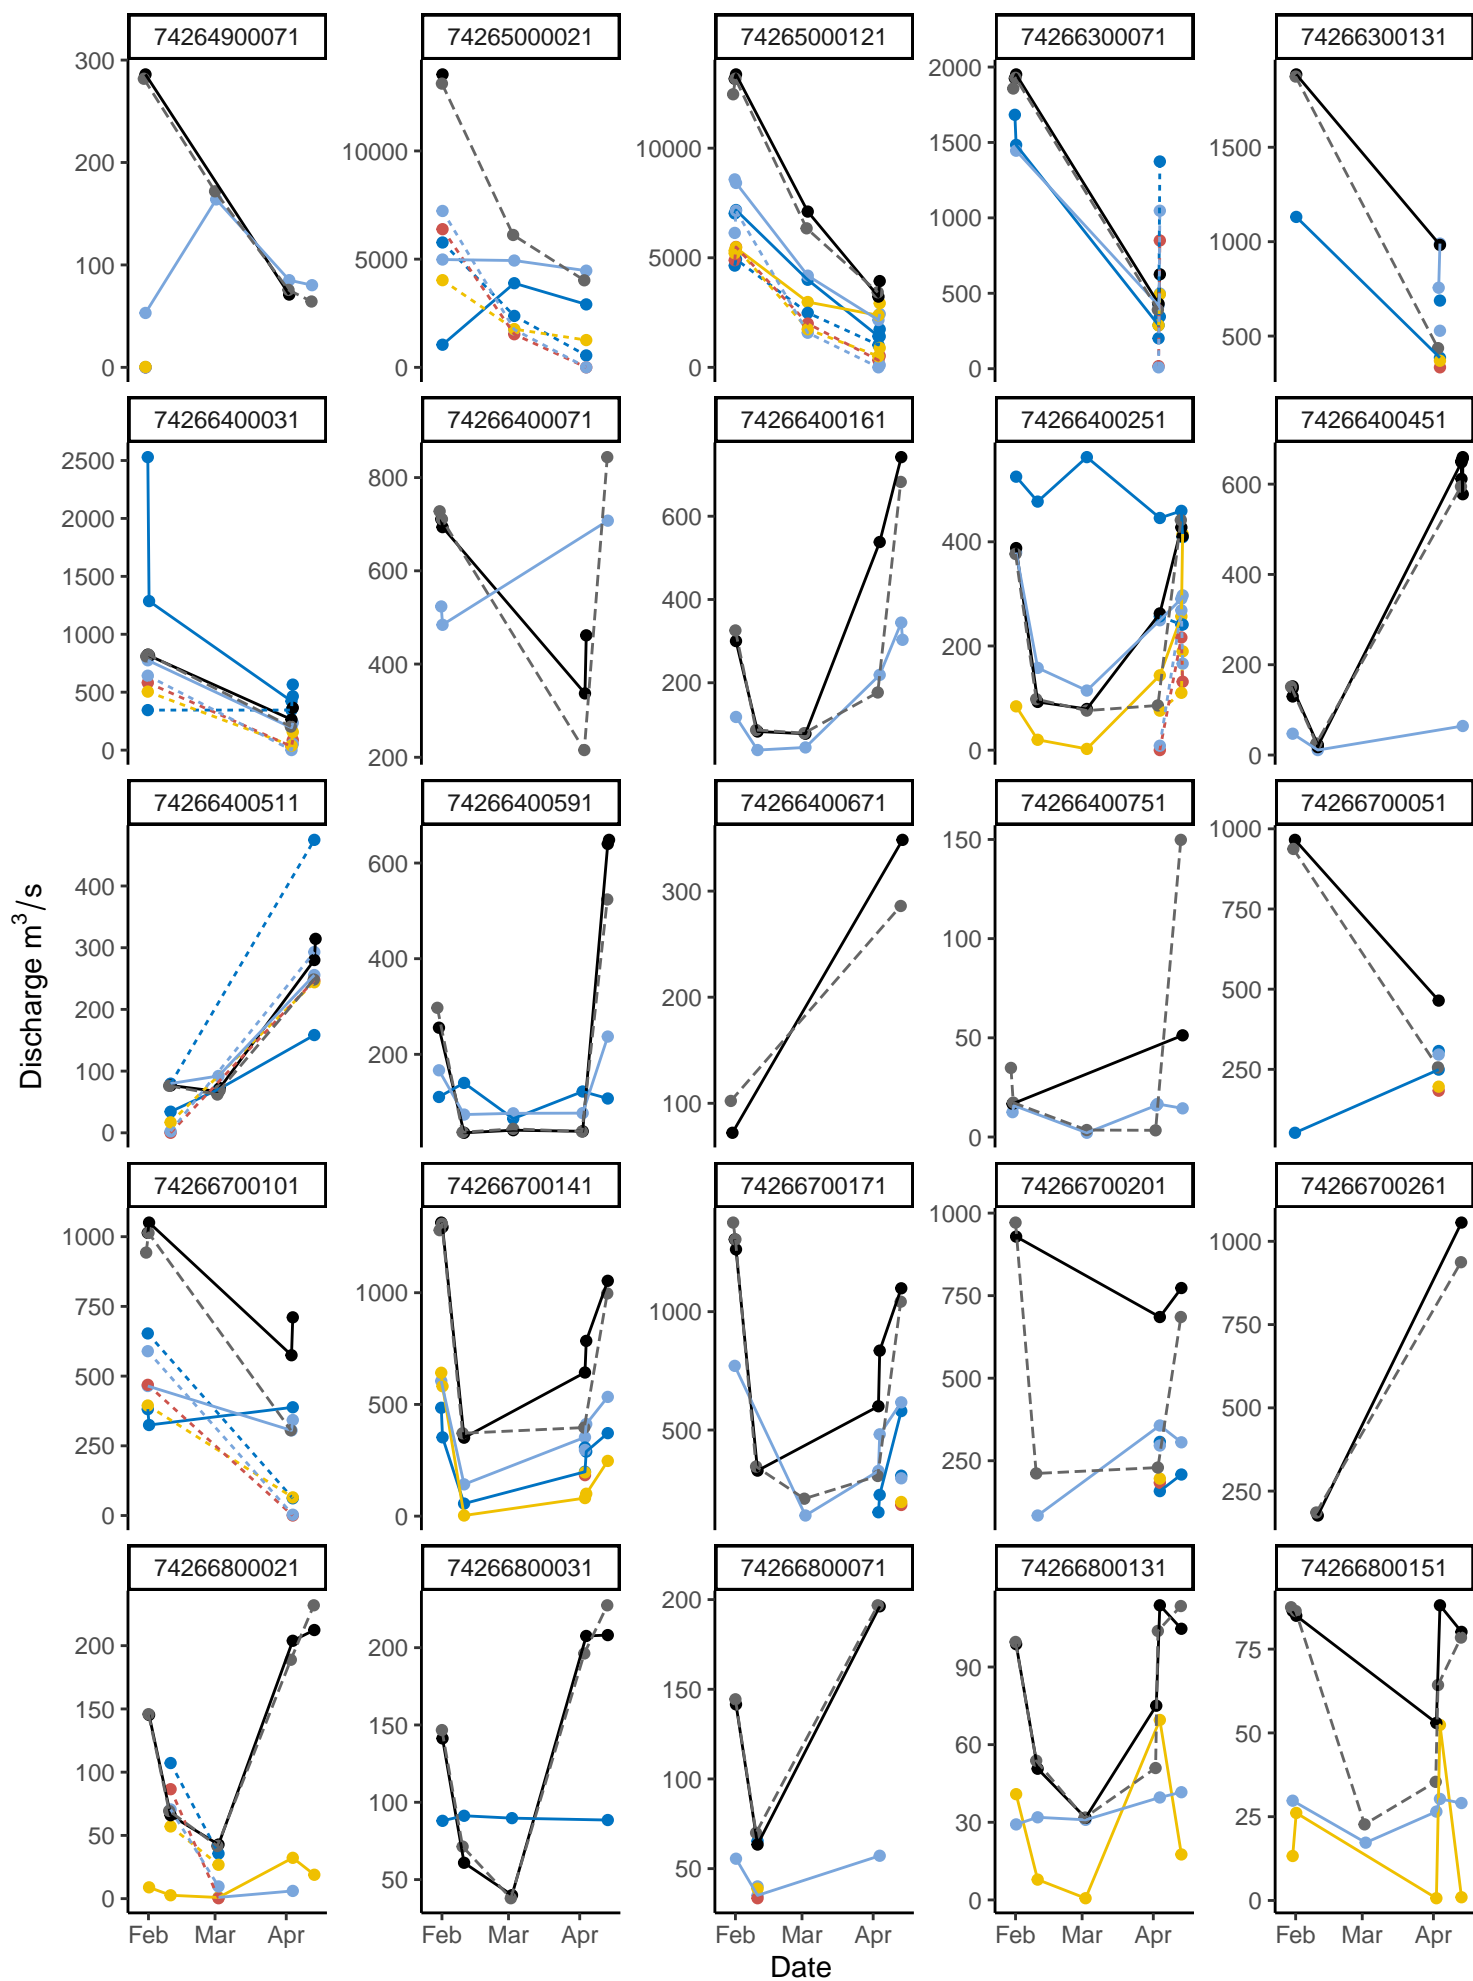 74264900071 74265000021 74265000121 74266300071 74266300131
300 200 100 0
10000 5000 0
10000 5000 0
2000 1500 1000 500 0
1500 1000 500
74266400031 74266400071 74266400161 74266400251 74266400451
2500 2000 1500 1000 500 0
800 600 400 200
600 400 200
400 200 0
600 400 200 0
74266400511 74266400591 74266400671 74266400751 74266700051
400 300 200 100 0
600 400 200
300 200 100
150 100 50 0
1000 750 500 250
Discharge m³/s
74266700101 74266700141 74266700171 74266700201 74266700261
1000 750 500 250 0
1000 500 0
1000 500
1000 750 500 250
1000 750 500 250
74266800021 74266800031 74266800071 74266800131 74266800151
200 150 100 50 0
200 150 100 50
200 150 100 50
90 60 30 0
75 50 25 0
Feb Mar Apr Feb Mar Apr Feb Mar Apr Feb Mar Apr Feb Mar Apr
Date